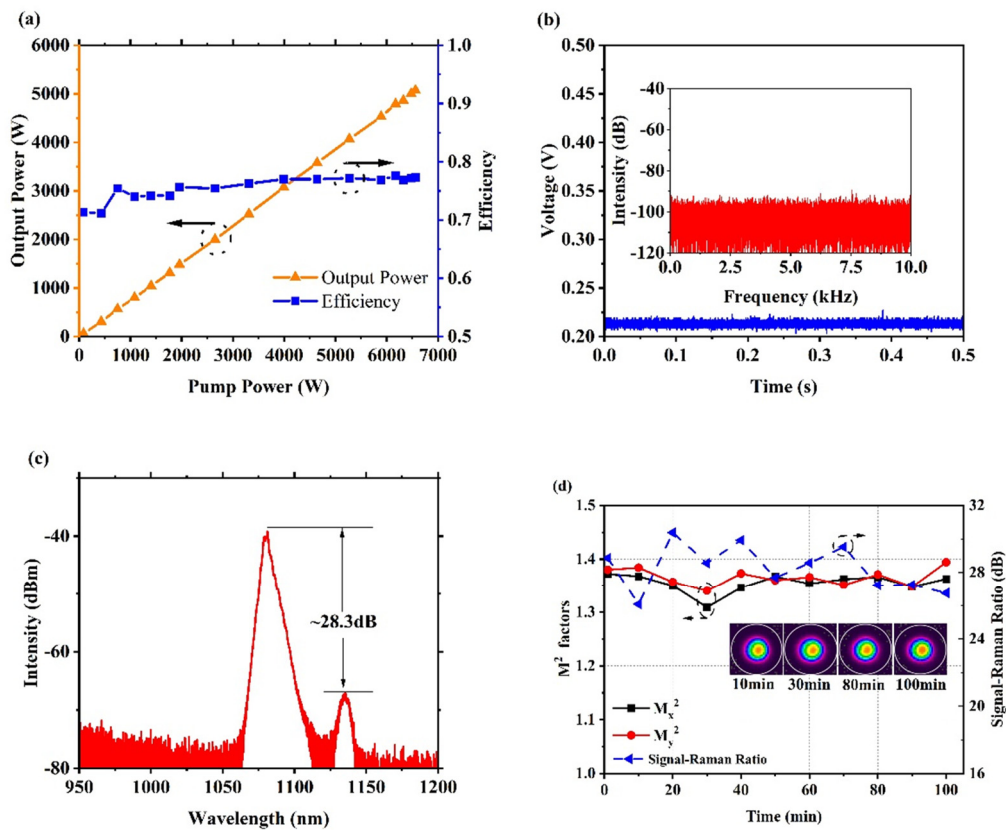 (a)
6000
5000
4000
3000
2000
1000
0
Output Power (W)
1.0
0.9
0.8
0.7
0.6
0.5
Efficiency
Output Power
Efficiency
0 1000 2000 3000 4000 5000 6000 7000
Pump Power (W)
(b)
0.50
0.45
0.40
0.35
0.30
0.25
0.20
Voltage (V)
-40
-60
-80
-100
-120
Intensity (dB)
0.0 2.5 5.0 7.5 10.0
Frequency (kHz)
0.0 0.1 0.2 0.3 0.4 0.5
Time (s)
(c)
-40
-60
-80
Intensity (dBm)
~28.3dB
950 1000 1050 1100 1150 1200
Wavelength (nm)
(d)
1.5
1.4
1.3
1.2
1.1
1.0
M² factors
32
30
28
26
24
22
20
18
16
Signal-Raman Ratio (dB)
10min 30min 80min 100min
Mx²
My²
Signal-Raman Ratio
0 20 40 60 80 100
Time (min)